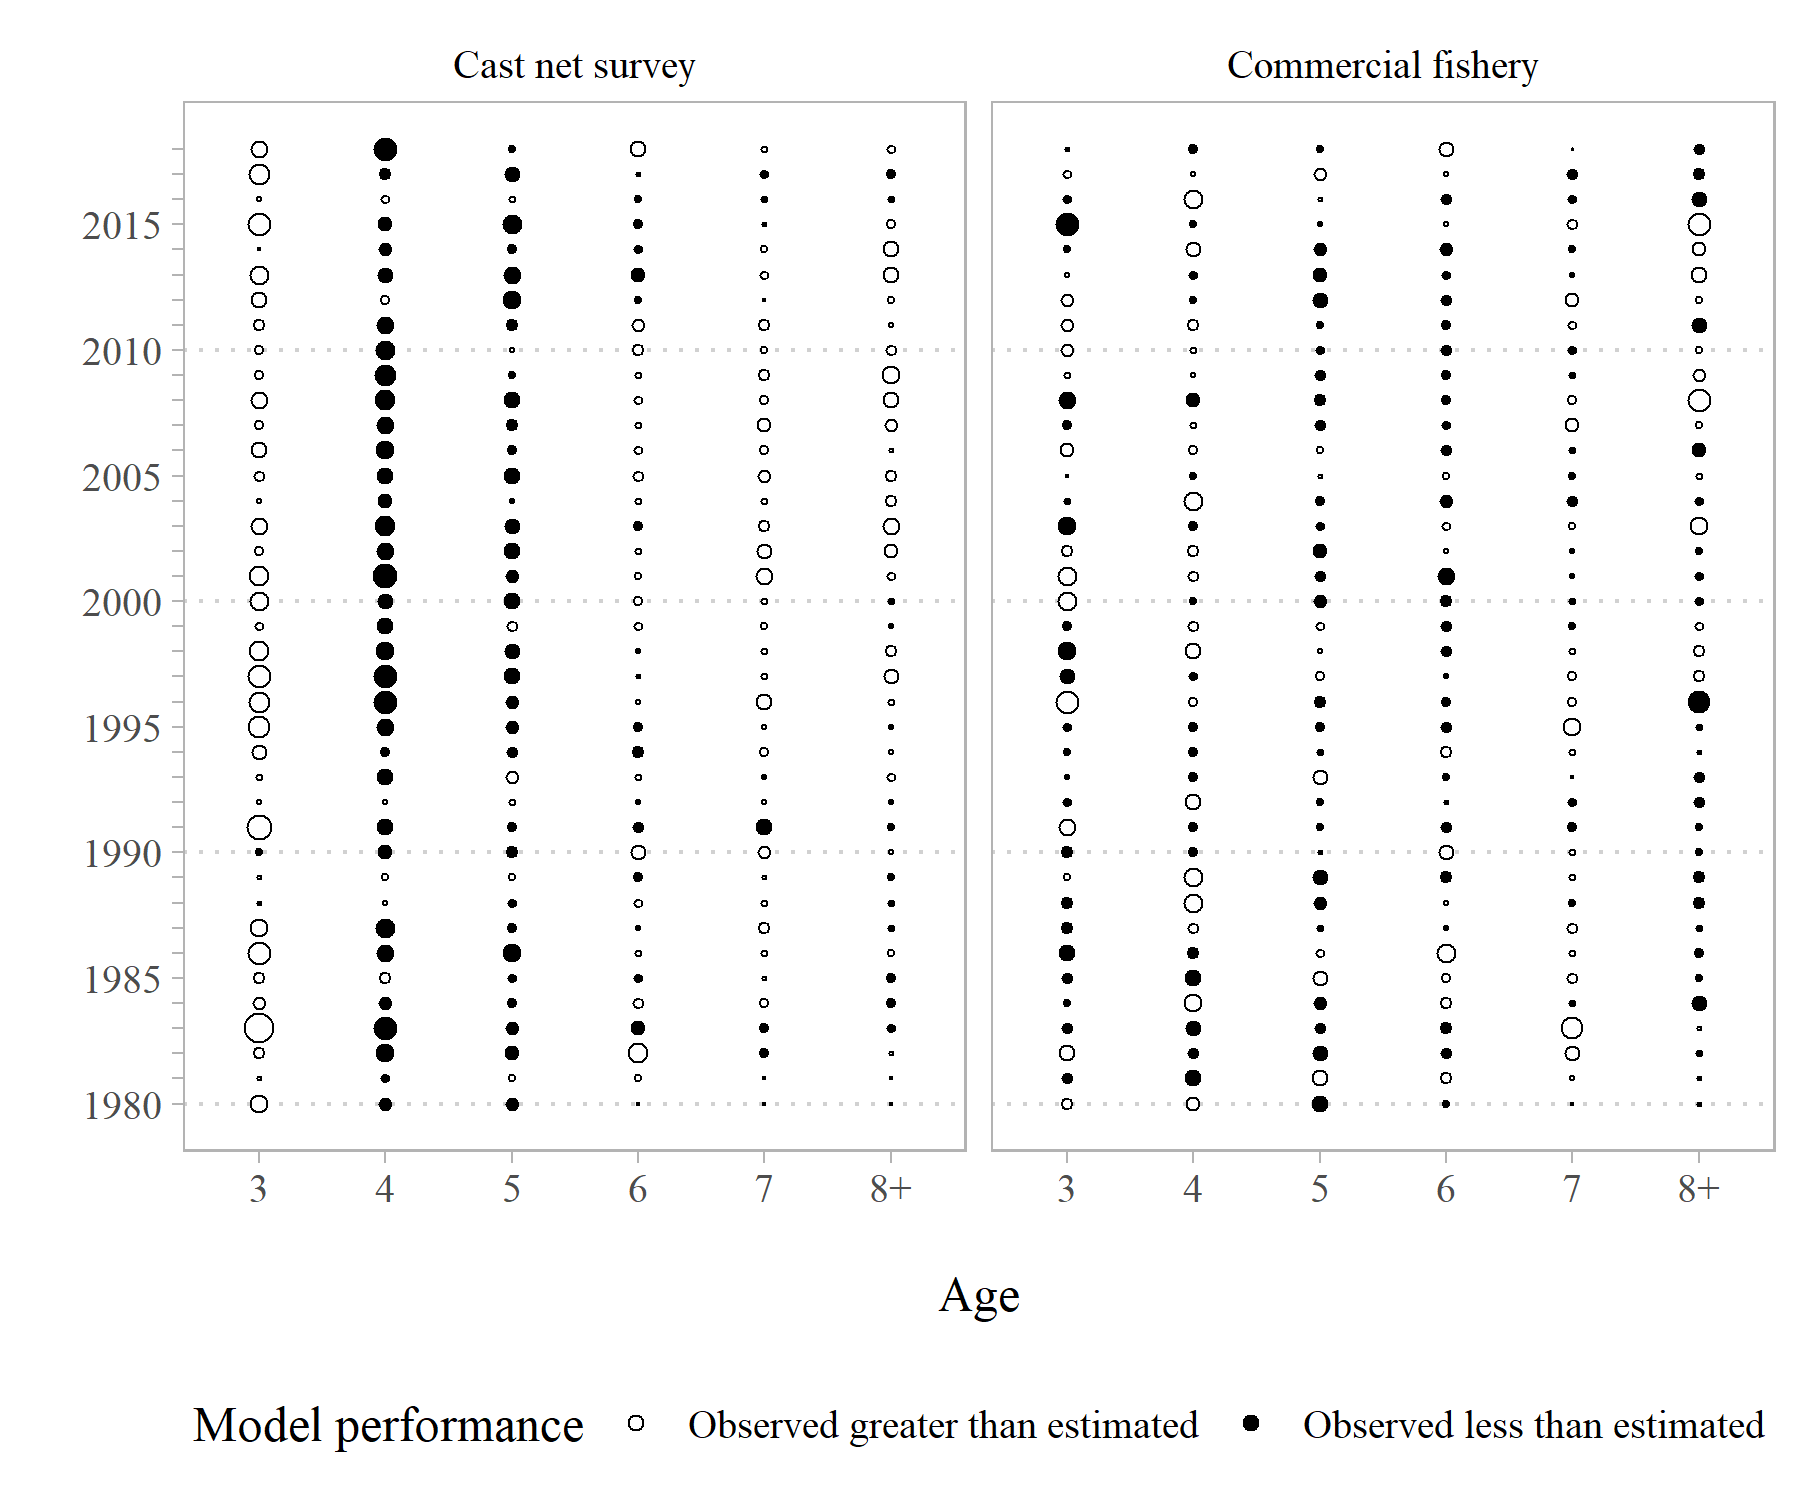 Cast net survey Commercial fishery
2015
2010
2005
2000
1995
1990
1985
1980
3 4 5 6 7 8+ 3 4 5 6 7 8+
Age
Model performance Observed greater than estimated Observed less than estimated